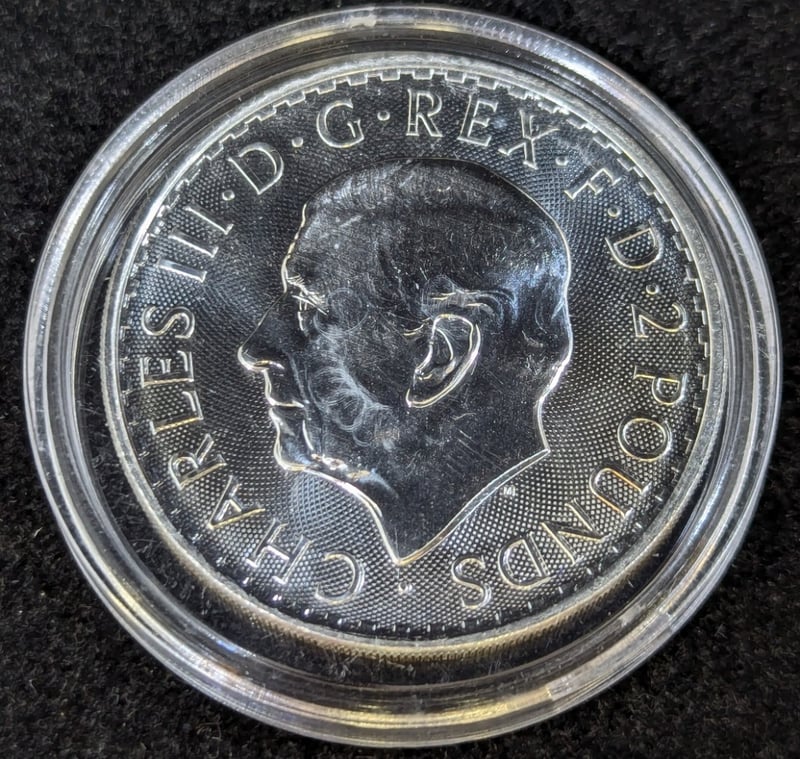 CHARLES III · D · G · REX · F · D · 2 POUNDS ·
M